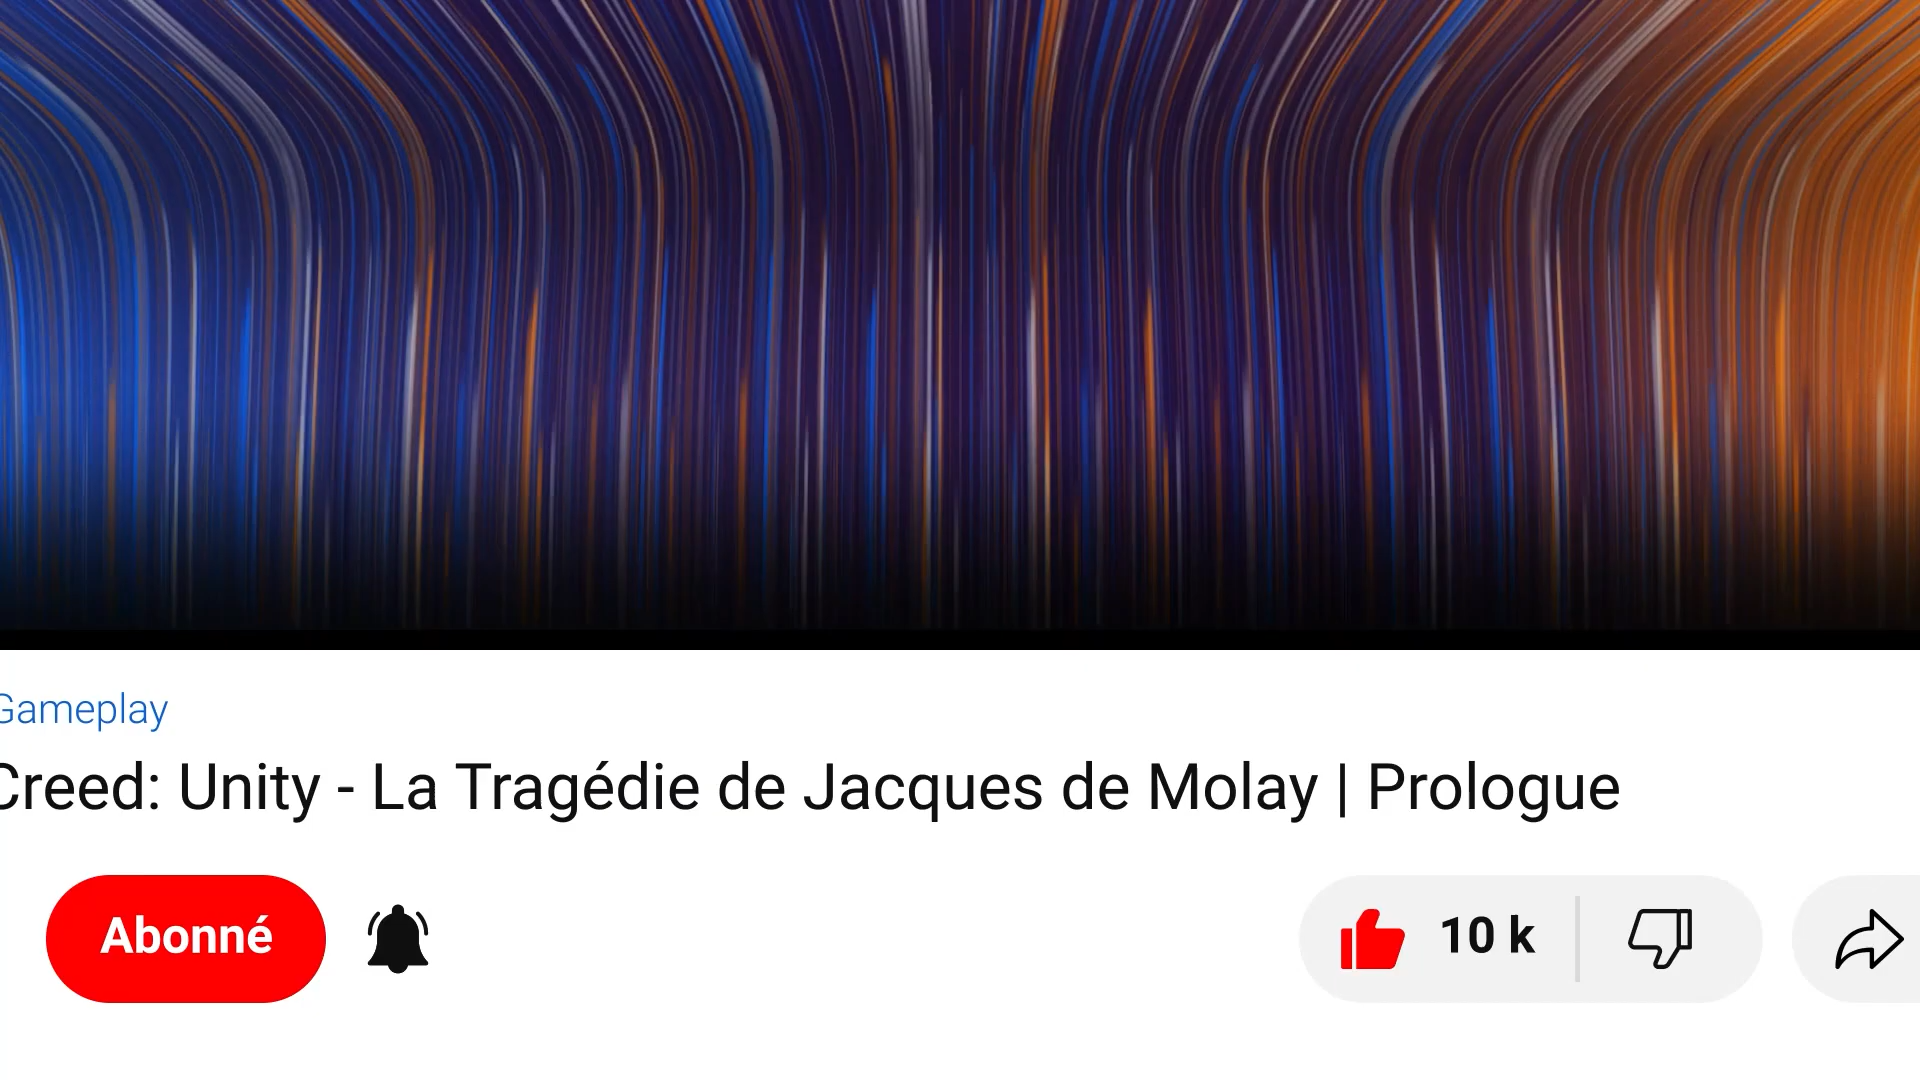 Gameplay
Creed: Unity - La Tragédie de Jacques de Molay | Prologue
Abonné
10 k